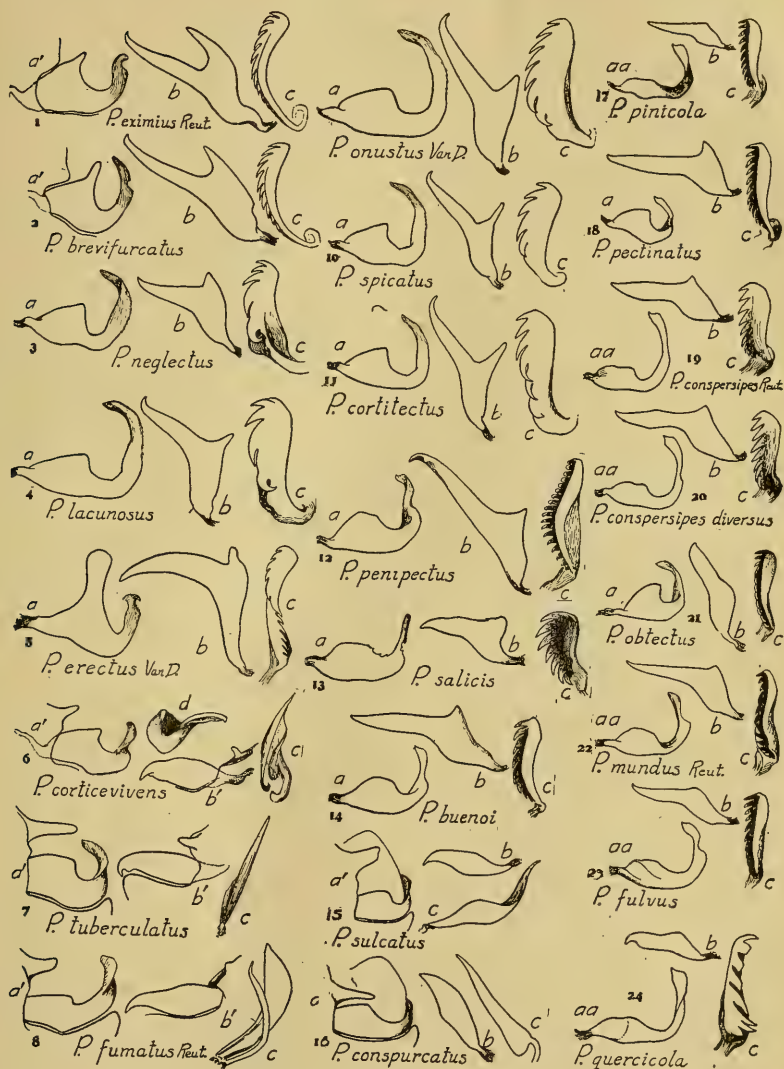 a' b c
1 P. eximius Reut.
a' b c
2 P. brevifurcatus
a b c
3 P. neglectus
a b c
4 P. lacunosus
a b c
5 P. erectus Van D.
a' d b' c
6 P. corticevivens
a' b' c
7 P. tuberculatus
a' b' c
8 P. fumatus Reut.
a b c
P. onustus Van D.
a b c
10 P. spicatus
a b c
11 P. cortitectus
a b c
12 P. penipectus
a b c
13 P. salicis
a b c'
14 P. buenoi
a' b c
15 P. sulcatus
b c'
16 P. conspurcatus
aa b c
17 P. pinicola
a b c
18 P. pectinatus
aa b c
19 P. conspersipes Reut.
aa b c
20 P. conspersipes diversus
a b c
21 P. obtectus
aa b c
22 P. mundus Reut.
aa b c
23 P. fulvus
aa b c
24 P. quercicola